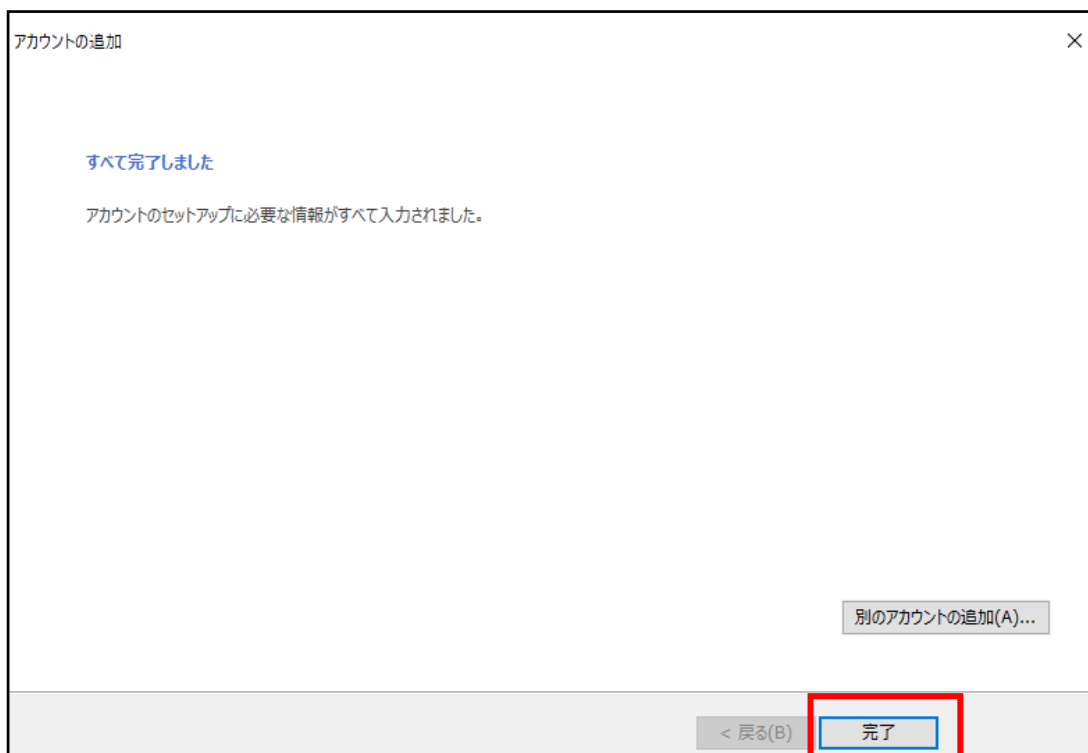 アカウントの追加
すべて完了しました
アカウントのセットアップに必要な情報がすべて入力されました。
別のアカウントの追加(A)...
< 戻る(B)
完了